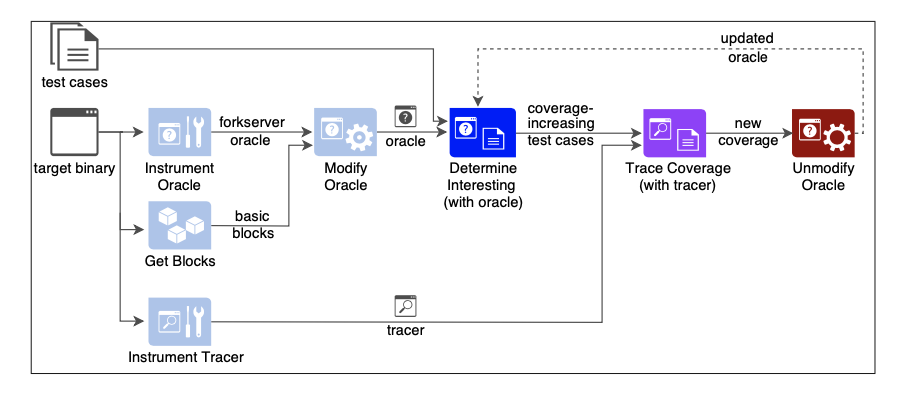 updated
oracle
test cases
forkserver
oracle
oracle
coverage-
increasing
test cases
new
coverage
target binary
Instrument
Oracle
Modify
Oracle
Determine
Interesting
(with oracle)
Trace Coverage
(with tracer)
Unmodify
Oracle
basic
blocks
Get Blocks
tracer
Instrument Tracer